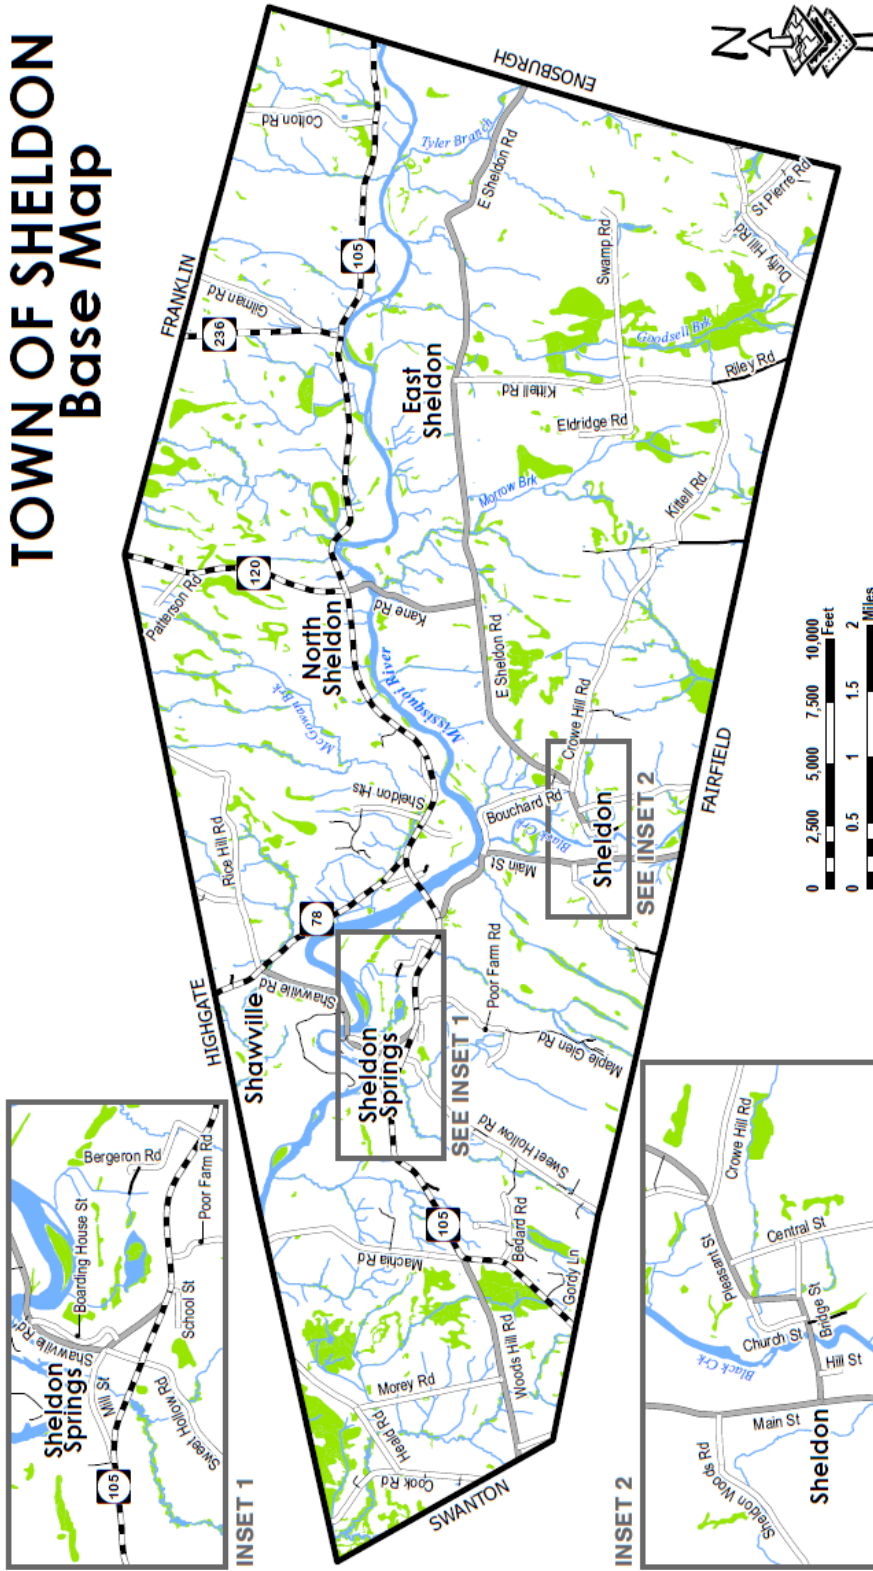 TOWN OF SHELDON
Base Map
N
ENOSBURGH
FRANKLIN
HIGHGATE
SWANTON
FAIRFIELD
Colton Rd
Tyler Branch
E Sheldon Rd
St Pierre Rd
Duffy Hill Rd
105
Gilman Rd
236
Swamp Rd
Goodsell Brk
Riley Rd
East
Sheldon
Kittell Rd
Eldridge Rd
Morrow Brk
Kittell Rd
Patterson Rd
120
Kane Rd
North
Sheldon
E Sheldon Rd
Missisquoi River
McGowan Brk
Crowe Hill Rd
Sheldon Hts
Rice Hill Rd
Bouchard Rd
Black Crk
Main St
Sheldon
SEE INSET 2
78
Shawville Rd
Shawville
Sheldon
Springs
SEE INSET 1
Poor Farm Rd
Maple Glen Rd
Sweet Hollow Rd
105
Bedard Rd
Gordy Ln
Machia Rd
Woods Hill Rd
Morey Rd
Heald Rd
Cook Rd
0 2,500 5,000 7,500 10,000
Feet
0 0.5 1 1.5 2
Miles
INSET 1
Bergeron Rd
Poor Farm Rd
Boarding House St
School St
Shawville Rd
Sheldon
Springs
Mill St
Sweet Hollow Rd
105
INSET 2
Crowe Hill Rd
Pleasant St
Central St
Church St
Bridge St
Black Crk
Hill St
Main St
Sheldon Woods Rd
Sheldon